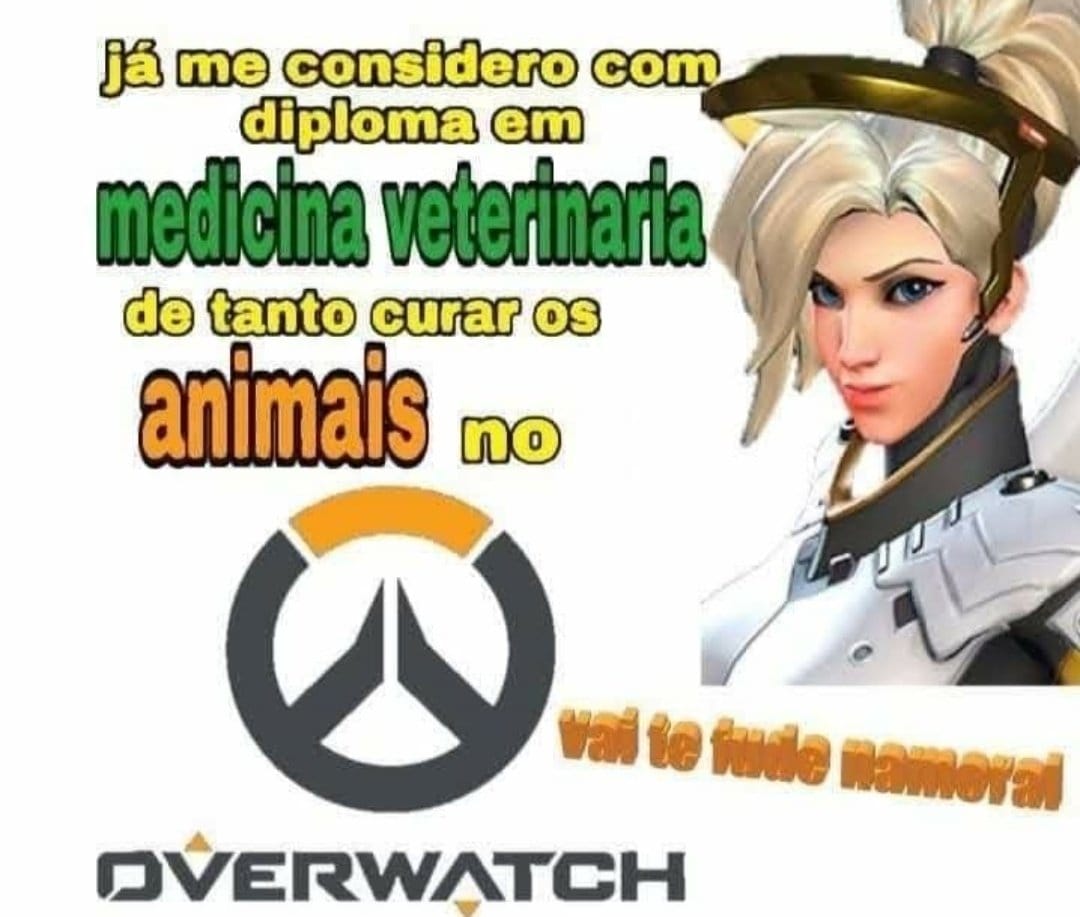 já me considero com
diploma em
medicina veterinaria
de tanto curar os
animais no
OVERWATCH
vai te fude namoral